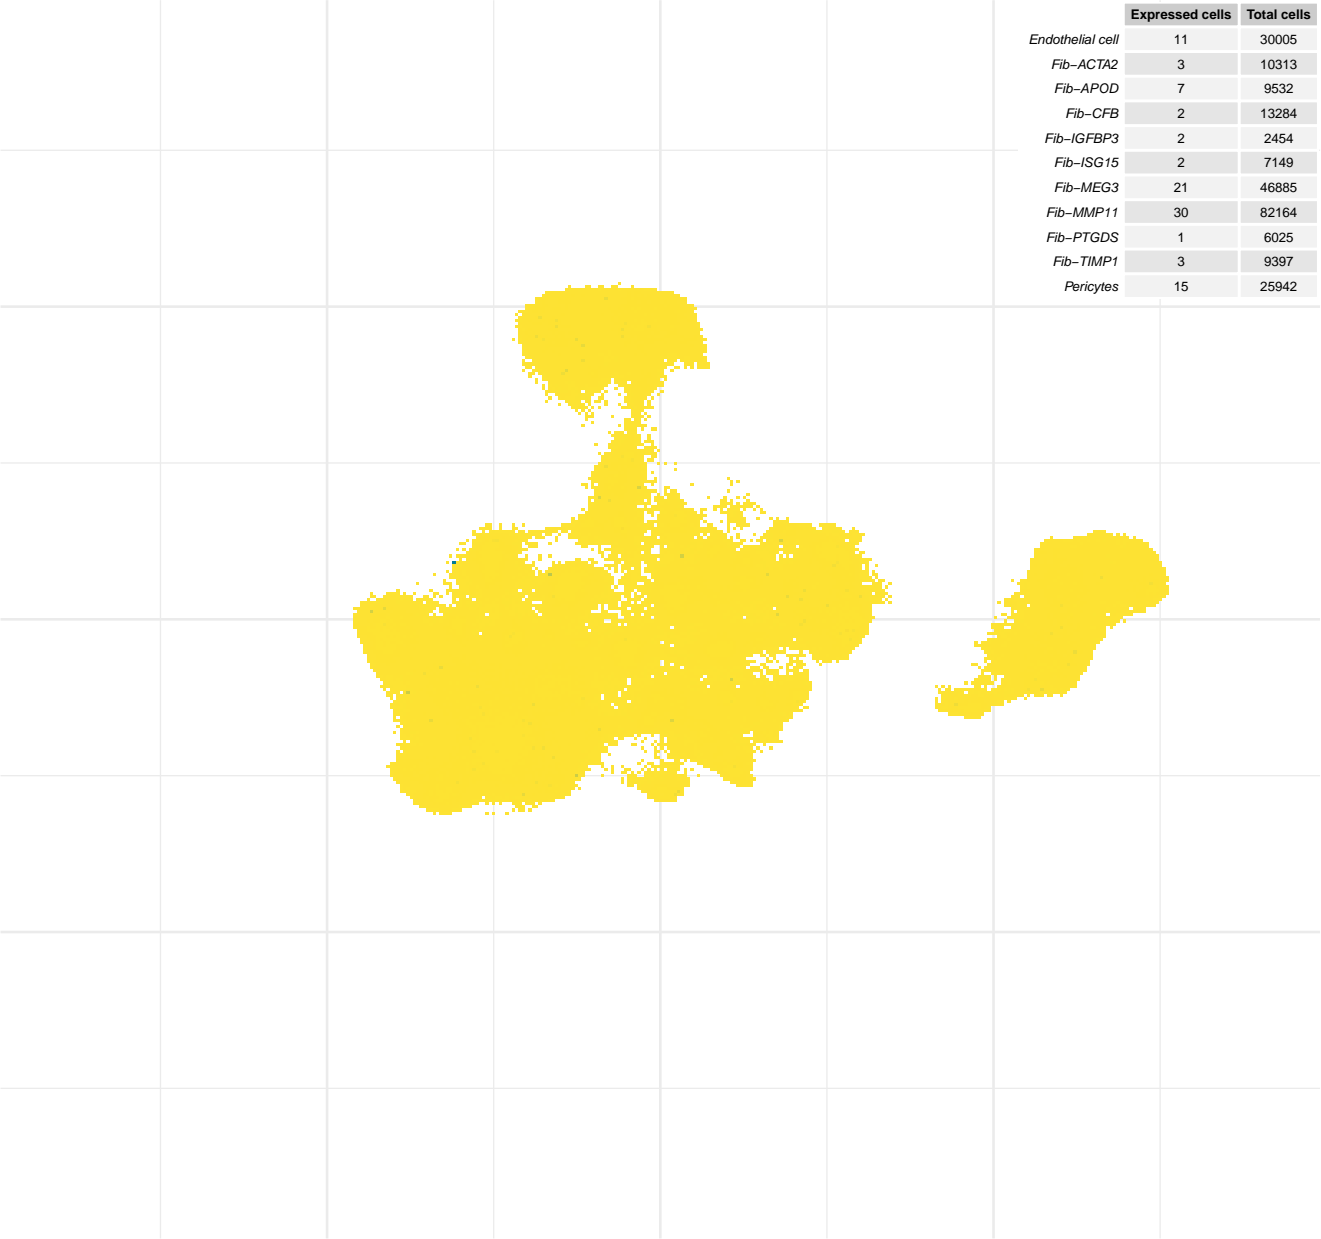 Expressed cells Total cells
Endothelial cell 11 30005
Fib−ACTA2 3 10313
Fib−APOD 7 9532
Fib−CFB 2 13284
Fib−IGFBP3 2 2454
Fib−ISG15 2 7149
Fib−MEG3 21 46885
Fib−MMP11 30 82164
Fib−PTGDS 1 6025
Fib−TIMP1 3 9397
Pericytes 15 25942